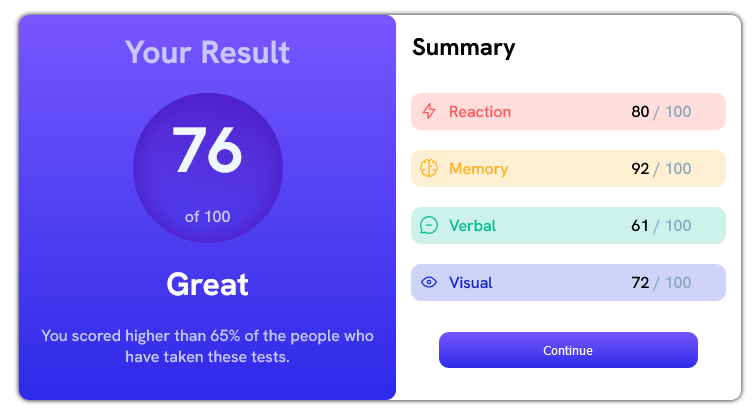 Your Result
76
of 100
Great
You scored higher than 65% of the people who
have taken these tests.
Summary
Reaction 80 / 100
Memory 92 / 100
Verbal 61 / 100
Visual 72 / 100
Continue